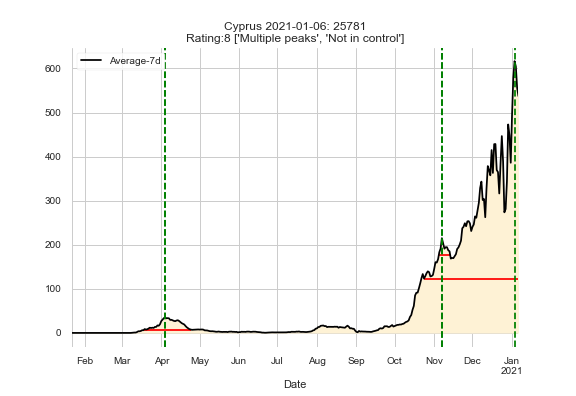 Cyprus 2021-01-06: 25781
Rating:8 ['Multiple peaks', 'Not in control']
Average-7d
600
500
400
300
200
100
0
Feb Mar Apr May Jun Jul Aug Sep Oct Nov Dec Jan
2021
Date